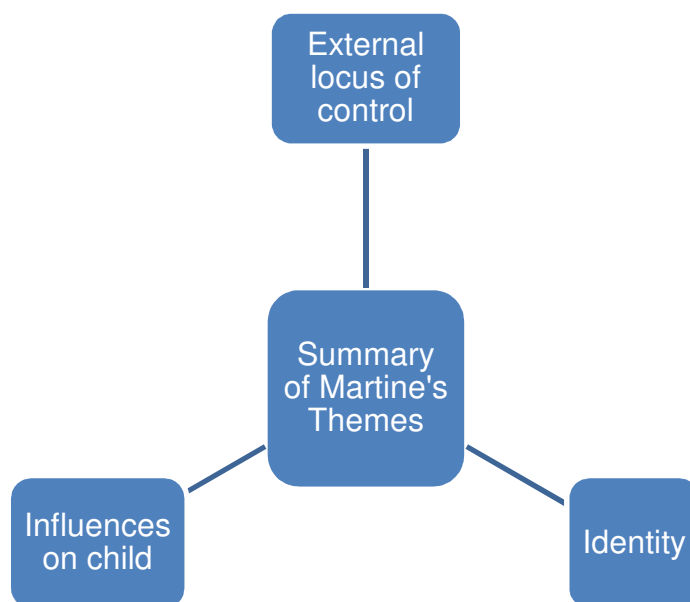 External
locus of
control
Summary
of Martine's
Themes
Influences
on child
Identity